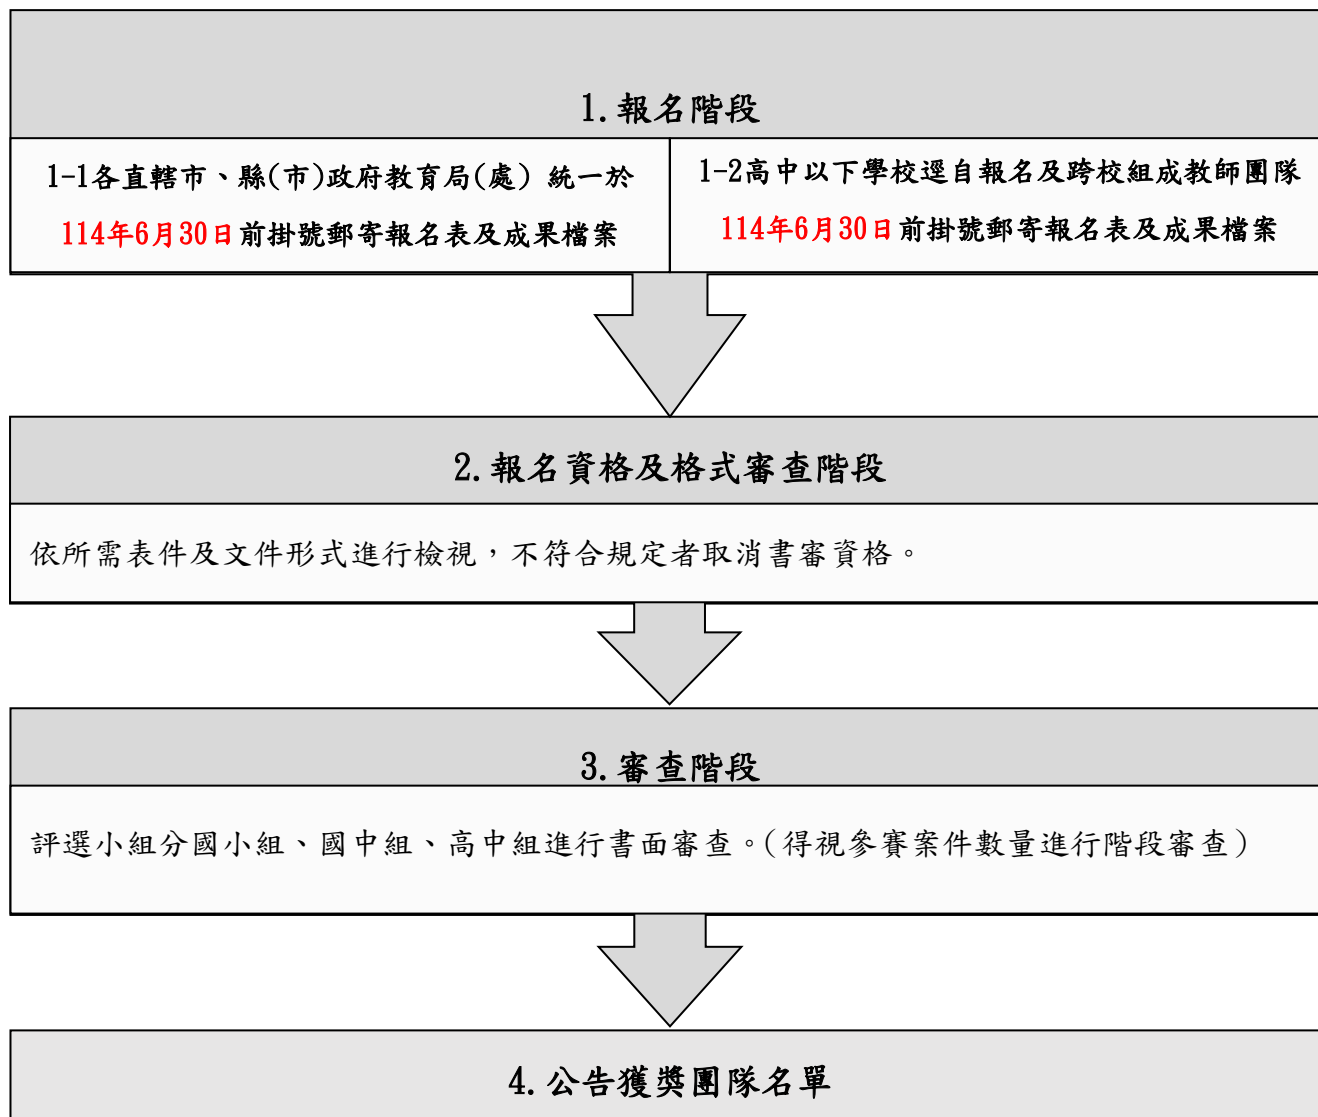 1.報名階段
1-1各直轄市、縣(市)政府教育局(處) 統一於
114年6月30日前掛號郵寄報名表及成果檔案
1-2高中以下學校逕自報名及跨校組成教師團隊
114年6月30日前掛號郵寄報名表及成果檔案
2.報名資格及格式審查階段
依所需表件及文件形式進行檢視，不符合規定者取消書審資格。
3.審查階段
評選小組分國小組、國中組、高中組進行書面審查。(得視參賽案件數量進行階段審查)
4.公告獲獎團隊名單